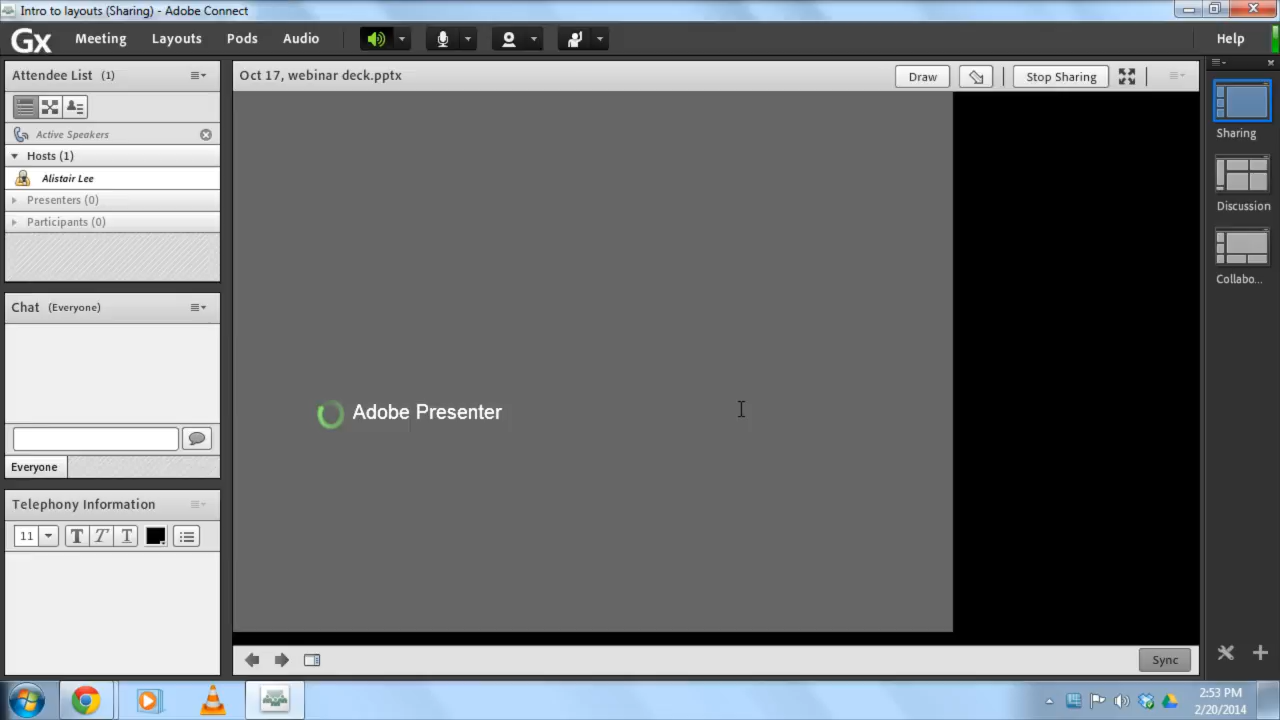 Intro to layouts (Sharing) - Adobe Connect
Gx Meeting Layouts Pods Audio Help
Attendee List (1)
Active Speakers
Hosts (1)
Alistair Lee
Presenters (0)
Participants (0)
Chat (Everyone)
Everyone
Telephony Information
11 T T T
Oct 17, webinar deck.pptx
Draw
Stop Sharing
Adobe Presenter
Sync
Sharing
Discussion
Collabo...
2:53 PM
2/20/2014